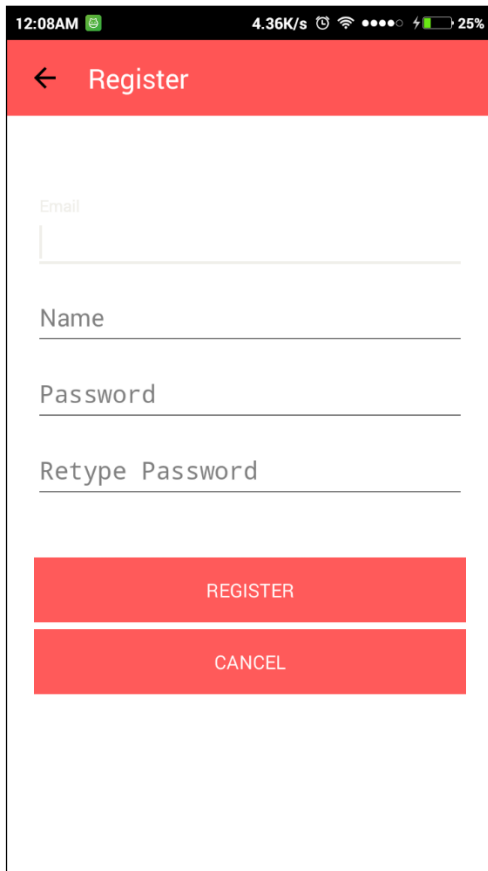 12:08AM 4.36K/s 25%
Register
Email
Name
Password
Retype Password
REGISTER
CANCEL